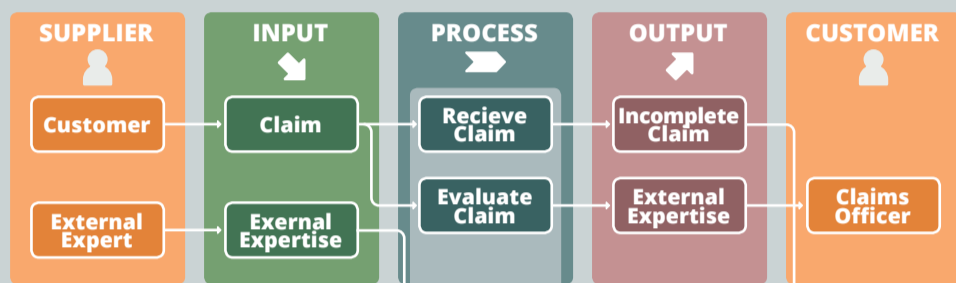 SUPPLIER
INPUT
PROCESS
OUTPUT
CUSTOMER
Customer
Claim
Recieve
Claim
Incomplete
Claim
External
Expert
Exernal
Expertise
Evaluate
Claim
External
Expertise
Claims
Officer